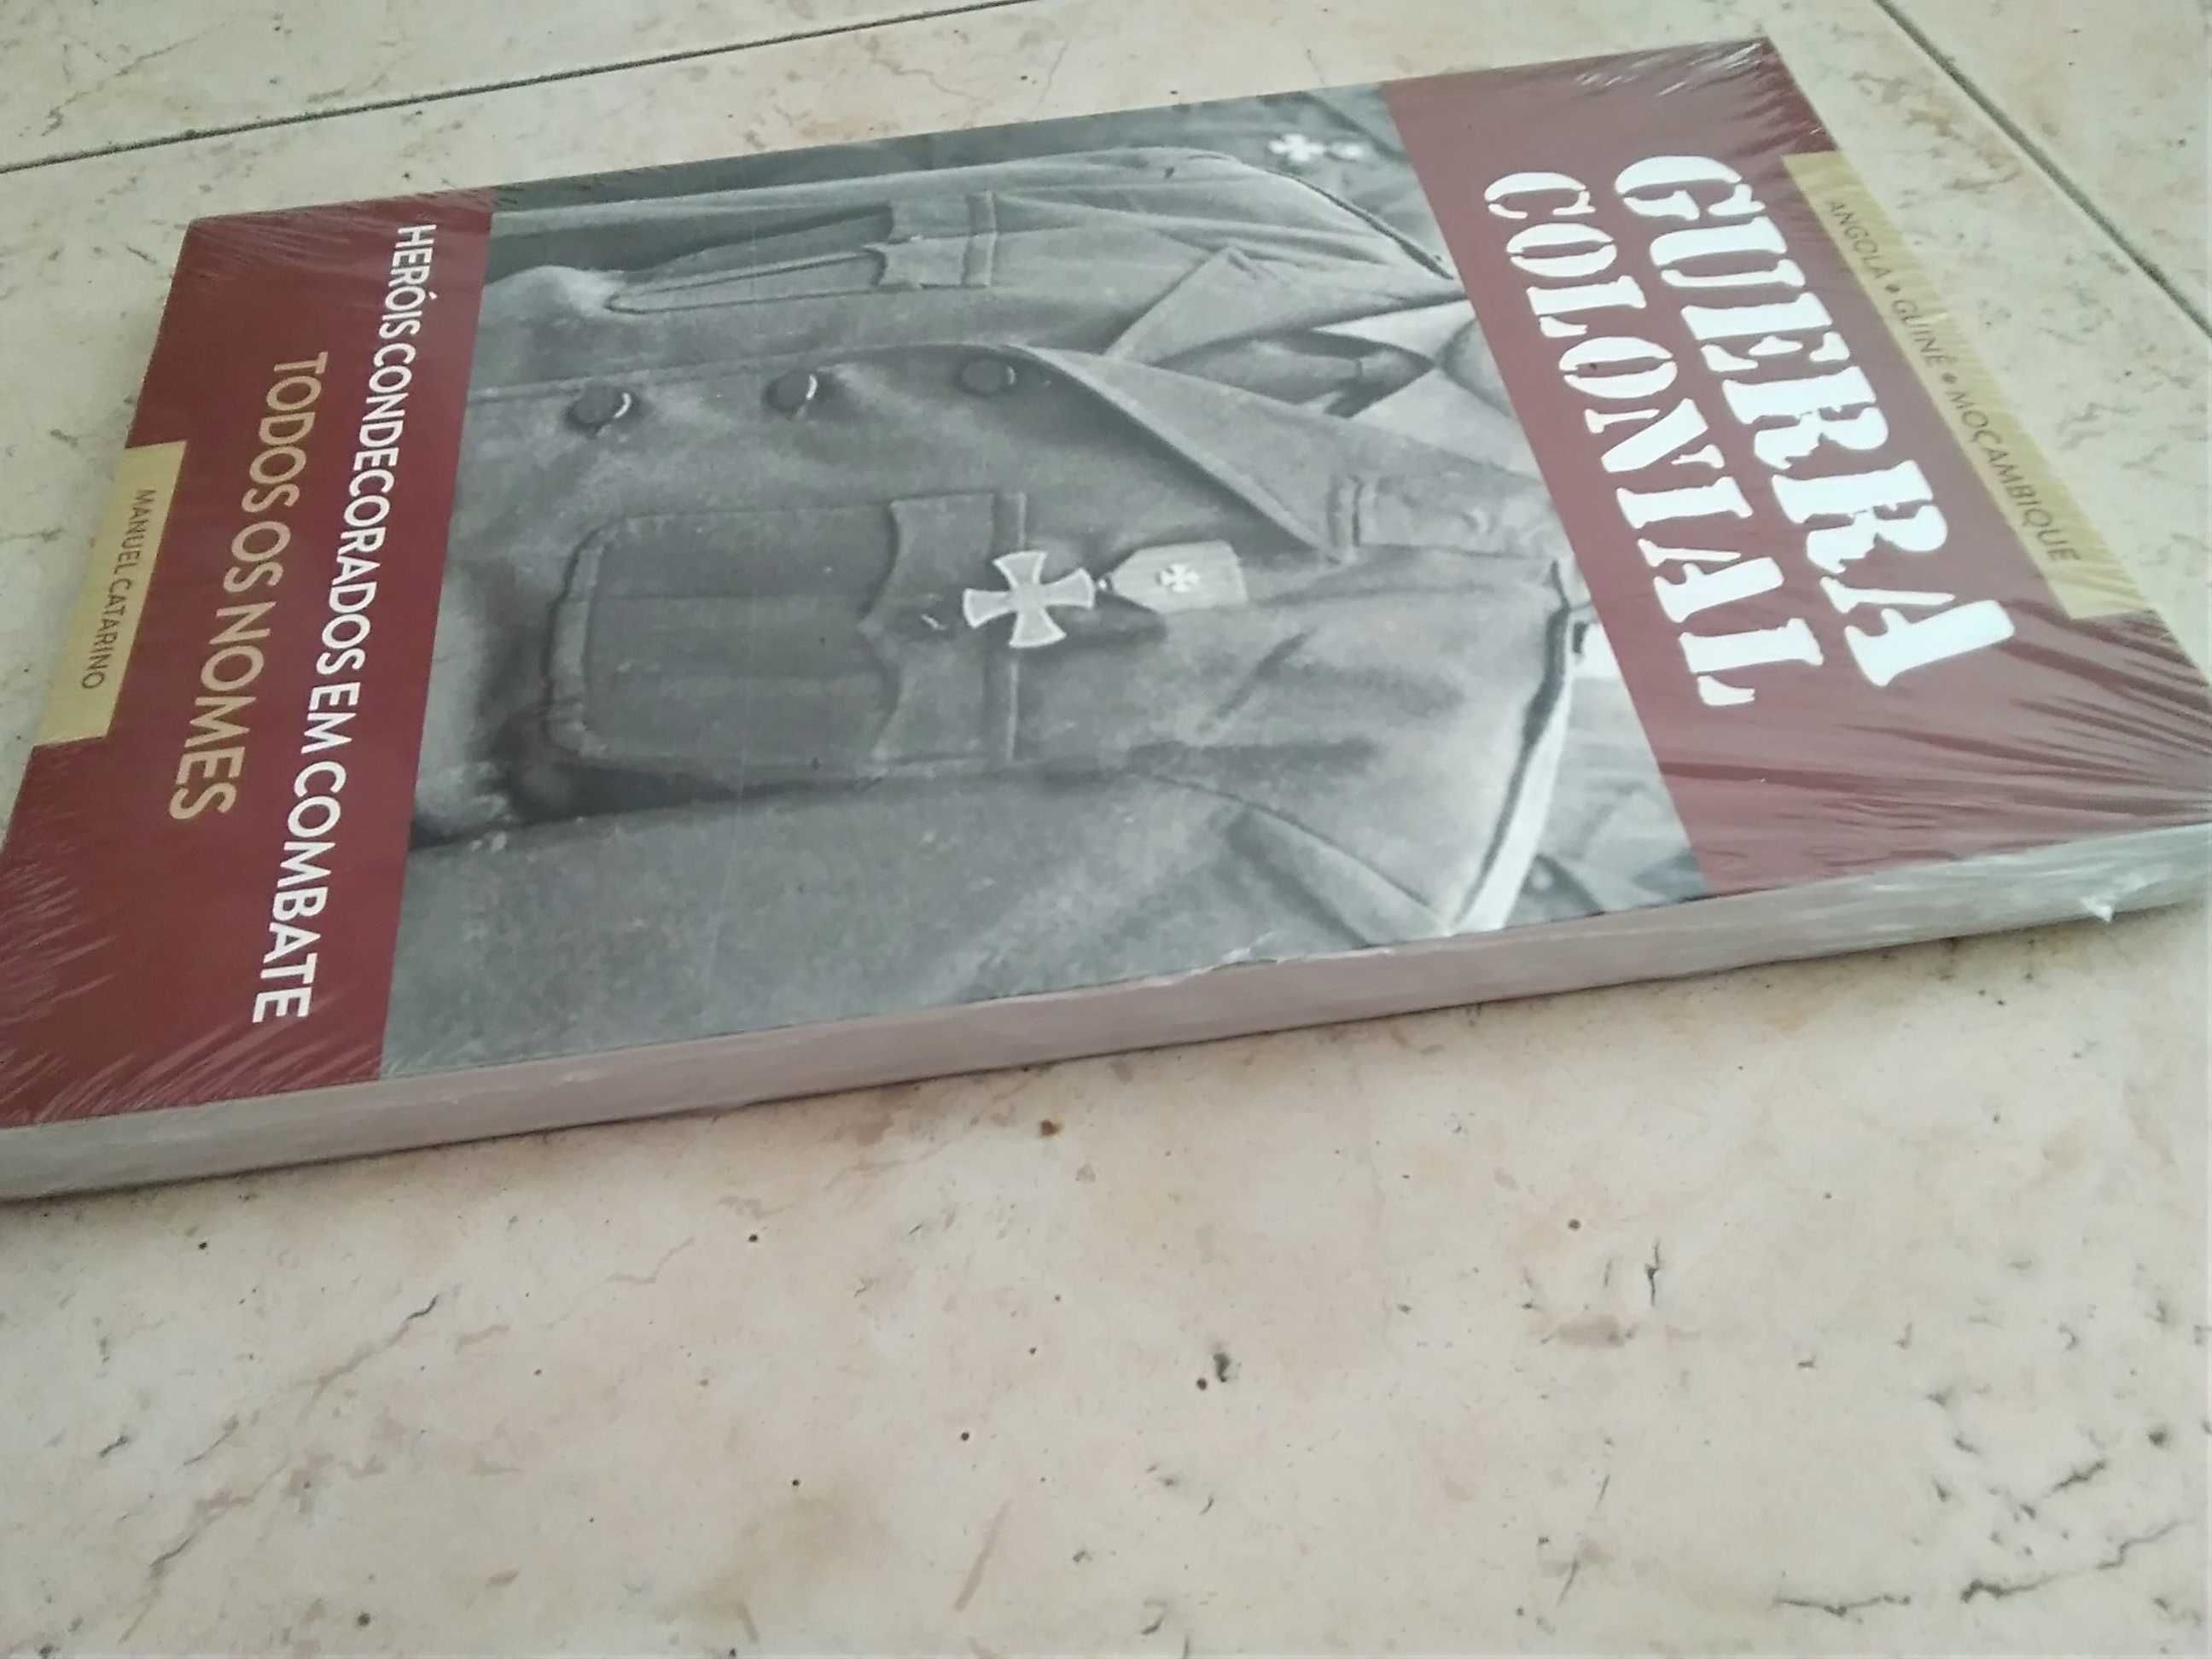 ANGOLA • GUINÉ • MOÇAMBIQUE
GUERRA
COLONIAL
HERÓIS CONDECORADOS EM COMBATE
TODOS OS NOMES
MANUEL CATARINO